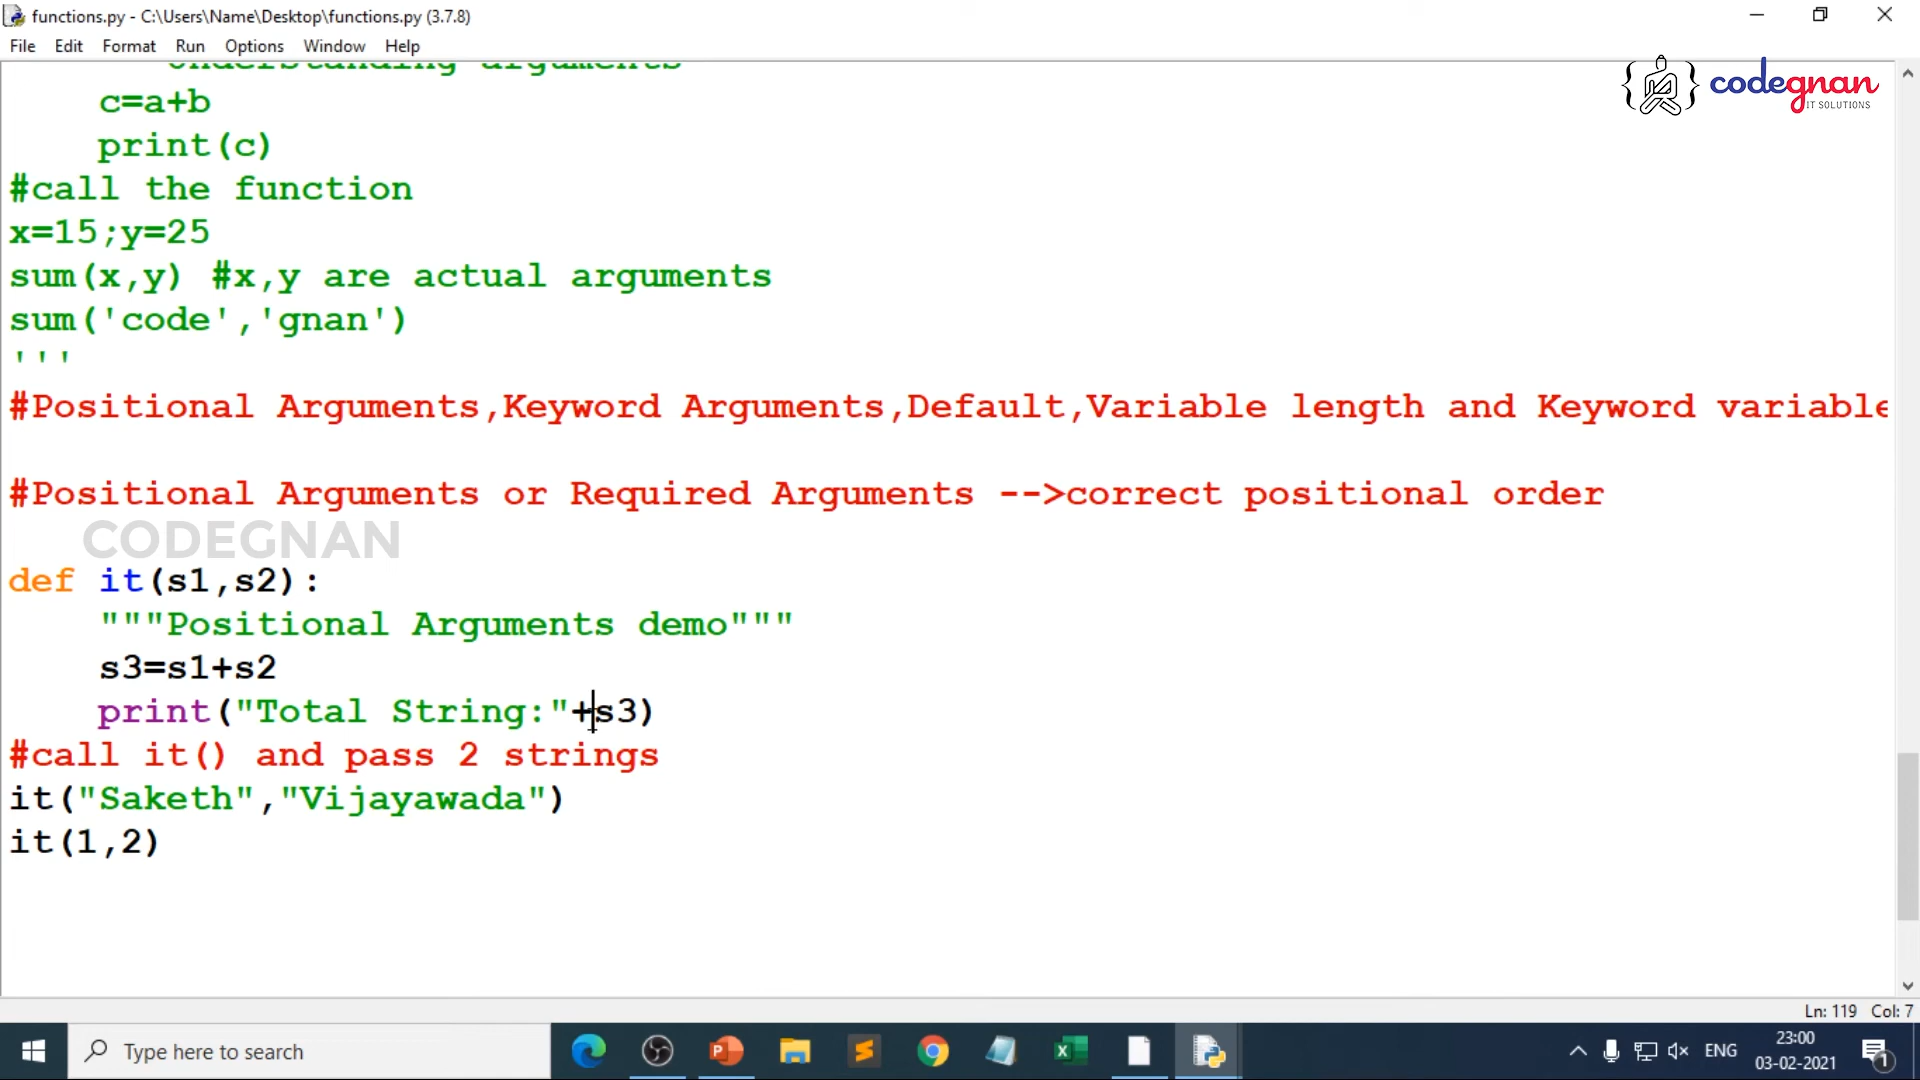 functions.py - C:\Users\Name\Desktop\functions.py (3.7.8)
File Edit Format Run Options Window Help
codegnan
IT SOLUTIONS
understanding arguments
c=a+b
print(c)
#call the function
x=15;y=25
sum(x,y) #x,y are actual arguments
sum('code','gnan')
'''
#Positional Arguments,Keyword Arguments,Default,Variable length and Keyword variable
#Positional Arguments or Required Arguments -->correct positional order
CODEGNAN
def it(s1,s2):
"""Positional Arguments demo"""
s3=s1+s2
print("Total String:"+s3)
#call it() and pass 2 strings
it("Saketh","Vijayawada")
it(1,2)
Ln: 119 Col: 7
Type here to search
ENG
23:00
03-02-2021
1